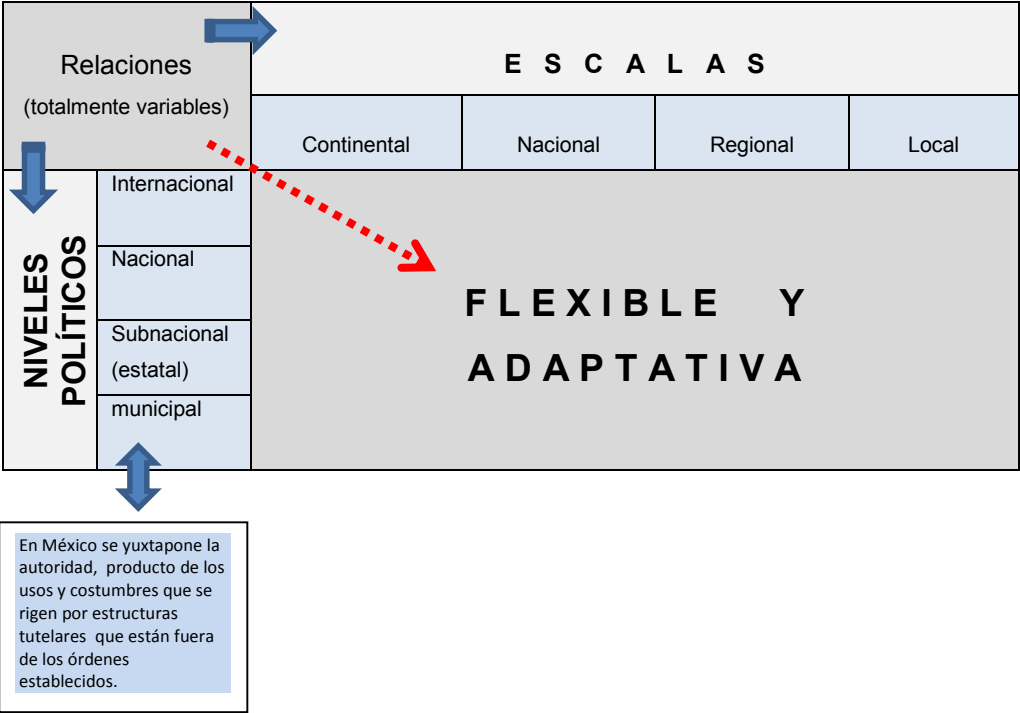 Relaciones
(totalmente variables)
E S C A L A S
Continental
Nacional
Regional
Local
NIVELES
POLÍTICOS
Internacional
Nacional
Subnacional
(estatal)
municipal
FLEXIBLE Y
ADAPTATIVA
En México se yuxtapone la
autoridad, producto de los
usos y costumbres que se
rigen por estructuras
tutelares que están fuera
de los órdenes
establecidos.